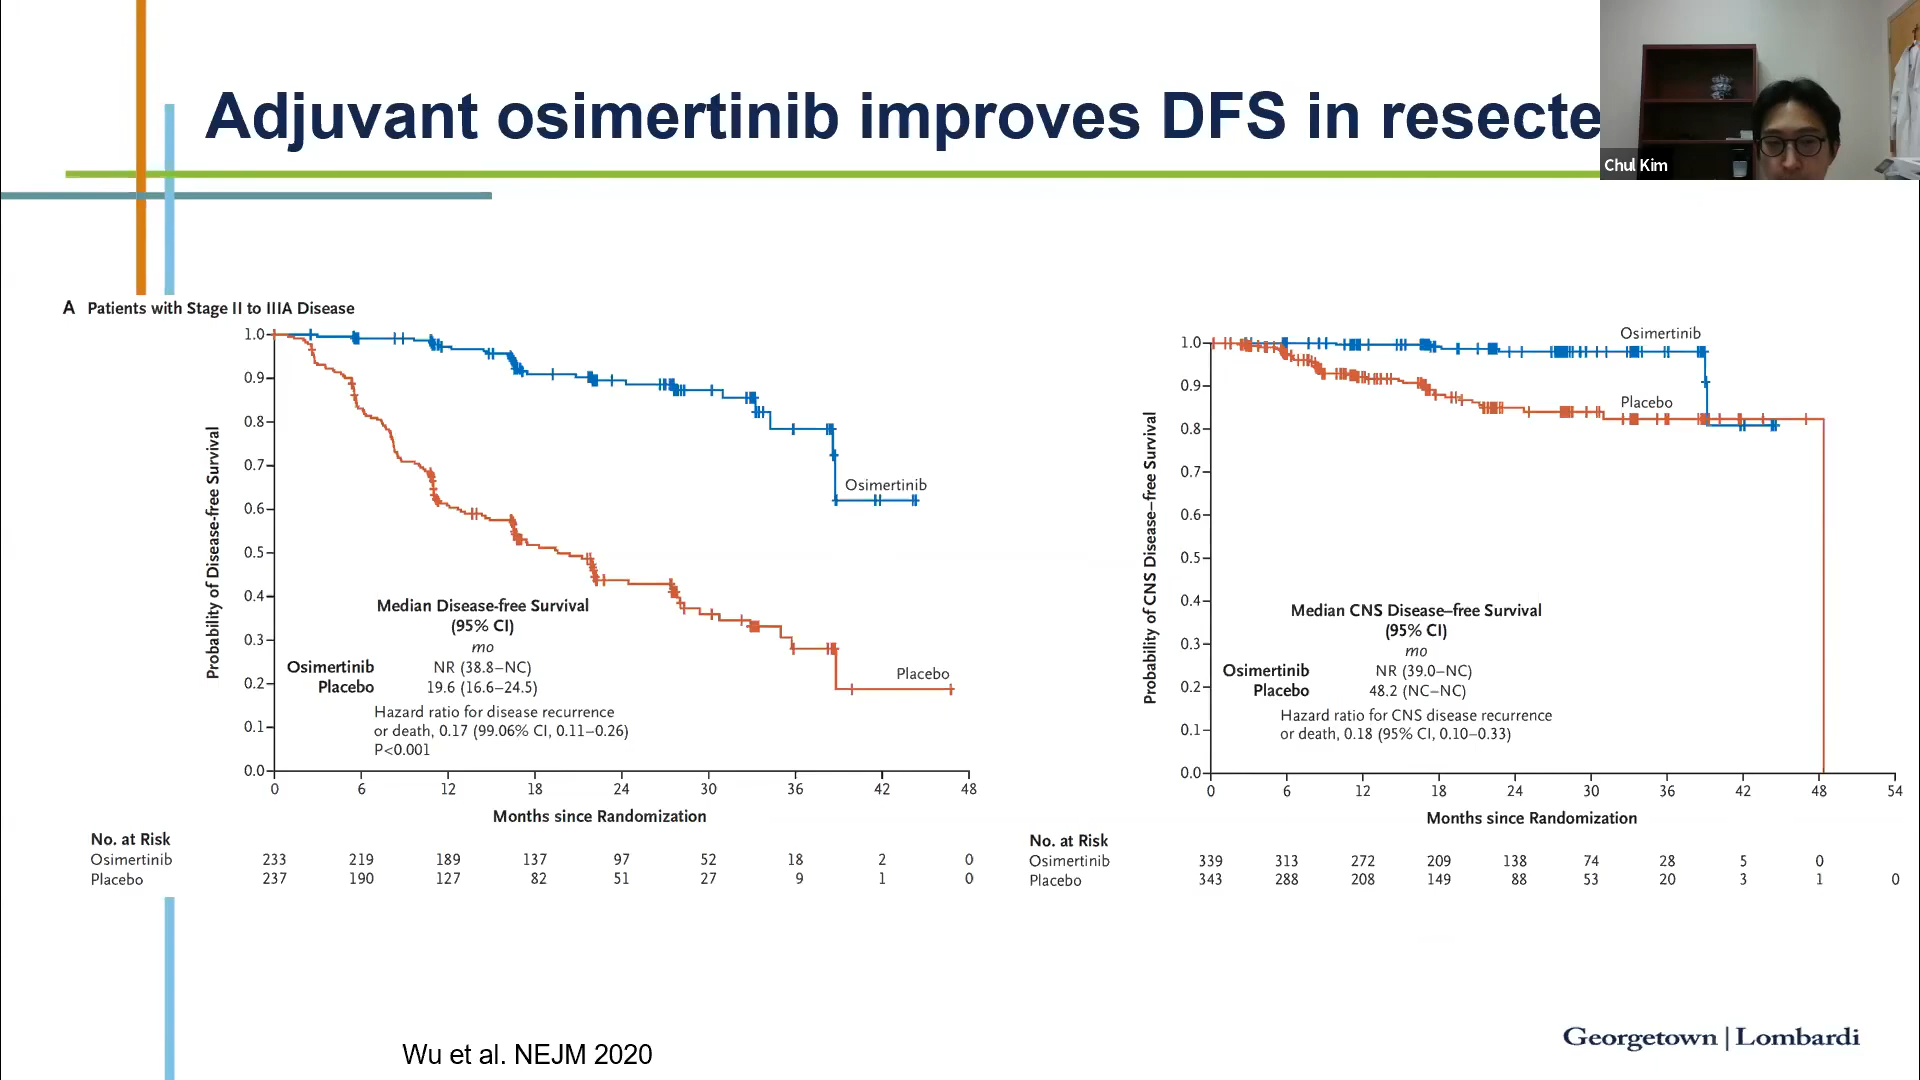 Adjuvant osimertinib improves DFS in resecte
Chul Kim
A Patients with Stage II to IIIA Disease
Probability of Disease-free Survival
1.0
0.9
0.8
0.7
0.6
0.5
0.4
0.3
0.2
0.1
0.0
Osimertinib
Placebo
Median Disease-free Survival
(95% CI)
mo
Osimertinib NR (38.8–NC)
Placebo 19.6 (16.6–24.5)
Hazard ratio for disease recurrence
or death, 0.17 (99.06% CI, 0.11–0.26)
P<0.001
0 6 12 18 24 30 36 42 48
Months since Randomization
No. at Risk
Osimertinib 233 219 189 137 97 52 18 2 0
Placebo 237 190 127 82 51 27 9 1 0
Probability of CNS Disease–free Survival
1.0
0.9
0.8
0.7
0.6
0.5
0.4
0.3
0.2
0.1
0.0
Osimertinib
Placebo
Median CNS Disease–free Survival
(95% CI)
mo
Osimertinib NR (39.0–NC)
Placebo 48.2 (NC–NC)
Hazard ratio for CNS disease recurrence
or death, 0.18 (95% CI, 0.10–0.33)
0 6 12 18 24 30 36 42 48 54
Months since Randomization
No. at Risk
Osimertinib 339 313 272 209 138 74 28 5 0
Placebo 343 288 208 149 88 53 20 3 1 0
Wu et al. NEJM 2020
Georgetown | Lombardi